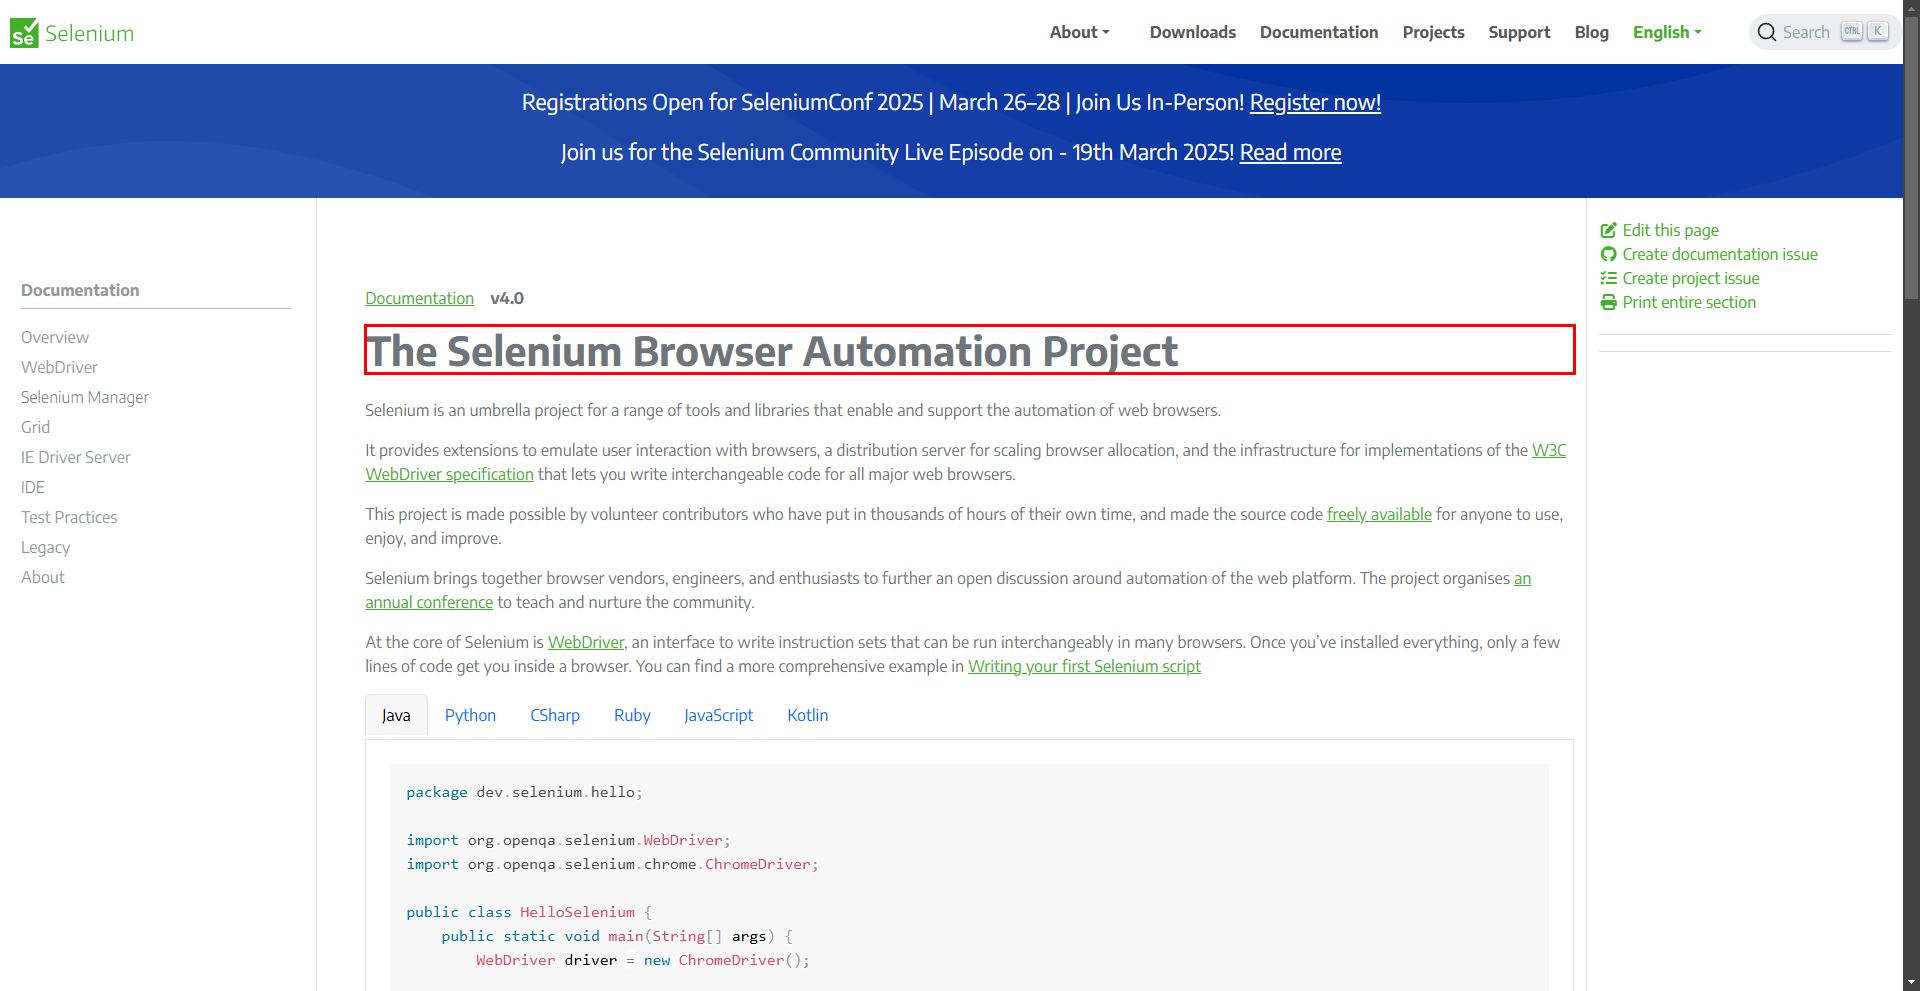 Selenium
About
Downloads
Documentation
Projects
Support
Blog
English
Search CTRL K
Registrations Open for SeleniumConf 2025 | March 26–28 | Join Us In-Person! Register now!
Join us for the Selenium Community Live Episode on - 19th March 2025! Read more
Documentation
Overview
WebDriver
Selenium Manager
Grid
IE Driver Server
IDE
Test Practices
Legacy
About
Documentation v4.0
The Selenium Browser Automation Project
Selenium is an umbrella project for a range of tools and libraries that enable and support the automation of web browsers.
It provides extensions to emulate user interaction with browsers, a distribution server for scaling browser allocation, and the infrastructure for implementations of the W3C
WebDriver specification that lets you write interchangeable code for all major web browsers.
This project is made possible by volunteer contributors who have put in thousands of hours of their own time, and made the source code freely available for anyone to use,
enjoy, and improve.
Selenium brings together browser vendors, engineers, and enthusiasts to further an open discussion around automation of the web platform. The project organises an
annual conference to teach and nurture the community.
At the core of Selenium is WebDriver, an interface to write instruction sets that can be run interchangeably in many browsers. Once you’ve installed everything, only a few
lines of code get you inside a browser. You can find a more comprehensive example in Writing your first Selenium script
Java Python CSharp Ruby JavaScript Kotlin
package dev.selenium.hello;
import org.openqa.selenium.WebDriver;
import org.openqa.selenium.chrome.ChromeDriver;
public class HelloSelenium {
    public static void main(String[] args) {
        WebDriver driver = new ChromeDriver();
Edit this page
Create documentation issue
Create project issue
Print entire section